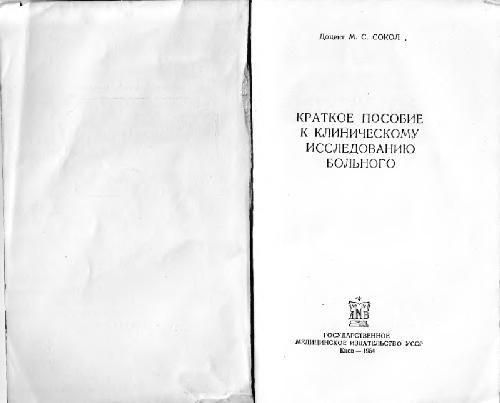 Доцент М. С. СОКОЛ
КРАТКОЕ ПОСОБИЕ
К КЛИНИЧЕСКОМУ
ИССЛЕДОВАНИЮ
БОЛЬНОГО
ГОСУДАРСТВЕННОЕ
МЕДИЦИНСКОЕ ИЗДАТЕЛЬСТВО УССР
Киев — 1954